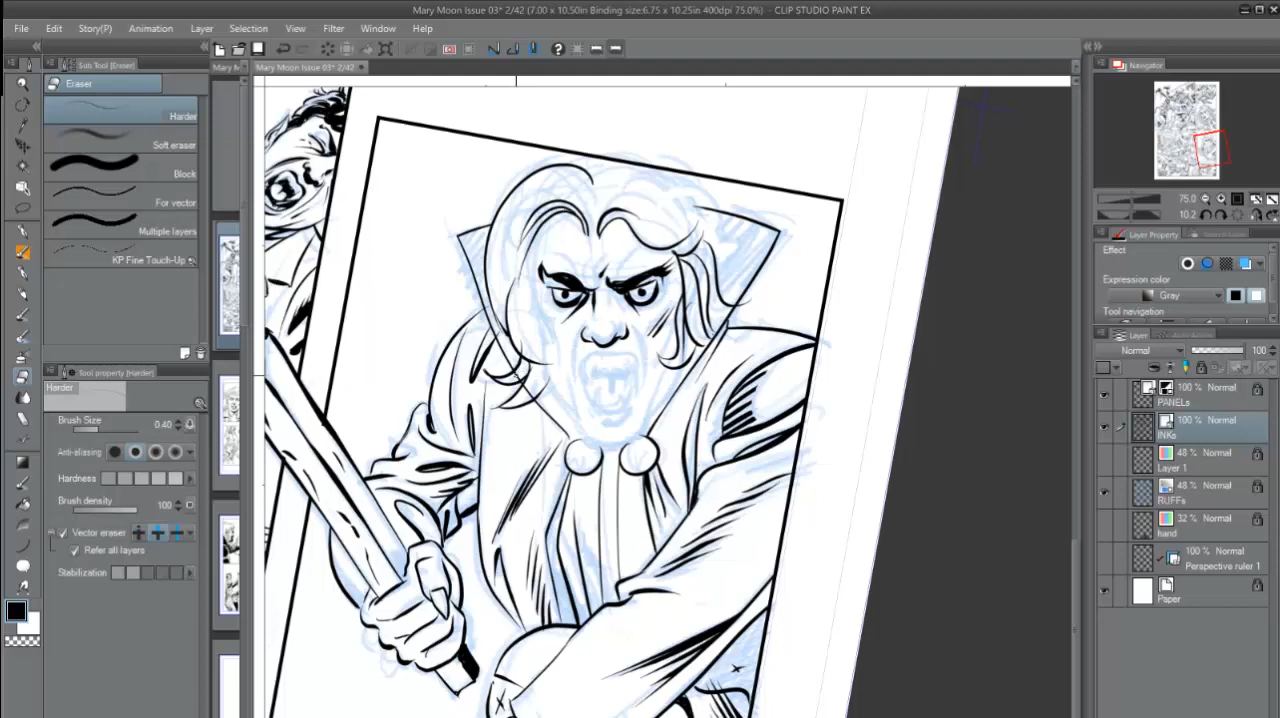 Mary Moon Issue 03* 2/42 (7.00 x 10.50in Binding size:6.75 x 10.25in 400dpi 75.0%) - CLIP STUDIO PAINT EX
File Edit Story(P) Animation Layer Selection View Filter Window Help
Sub Tool [Eraser]
Mary M
Mary Moon Issue 03* 2/42
Navigator
Eraser
Harder
Soft eraser
Block
For vector
Multiple layers
KP Fine Touch-Up
75.0
10.2
Layer Property
Effect
Expression color
Gray
Tool navigation
Layer
Normal 100
100 % Normal
PANELs
100 % Normal
INKs
48 % Normal
Layer 1
48 % Normal
RUFFs
32 % Normal
hand
100 % Normal
Perspective ruler 1
Paper
Tool property [Harder]
Harder
Brush Size 0.40
Anti-aliasing
Hardness
Brush density 100
Vector eraser
Refer all layers
Stabilization